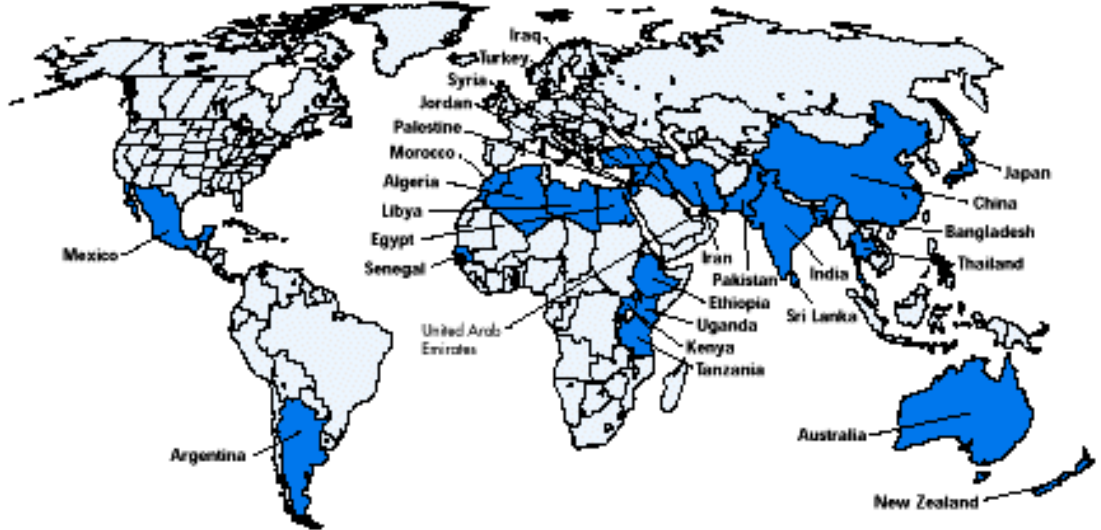 Iraq
Turkey
Syria
Jordan
Palestine
Morocco
Algeria
Libya
Egypt
Senegal
Mexico
United Arab
Emirates
Argentina
Iran
Pakistan
India
Sri Lanka
Ethiopia
Uganda
Kenya
Tanzania
Japan
China
Bangladesh
Thailand
Australia
New Zealand